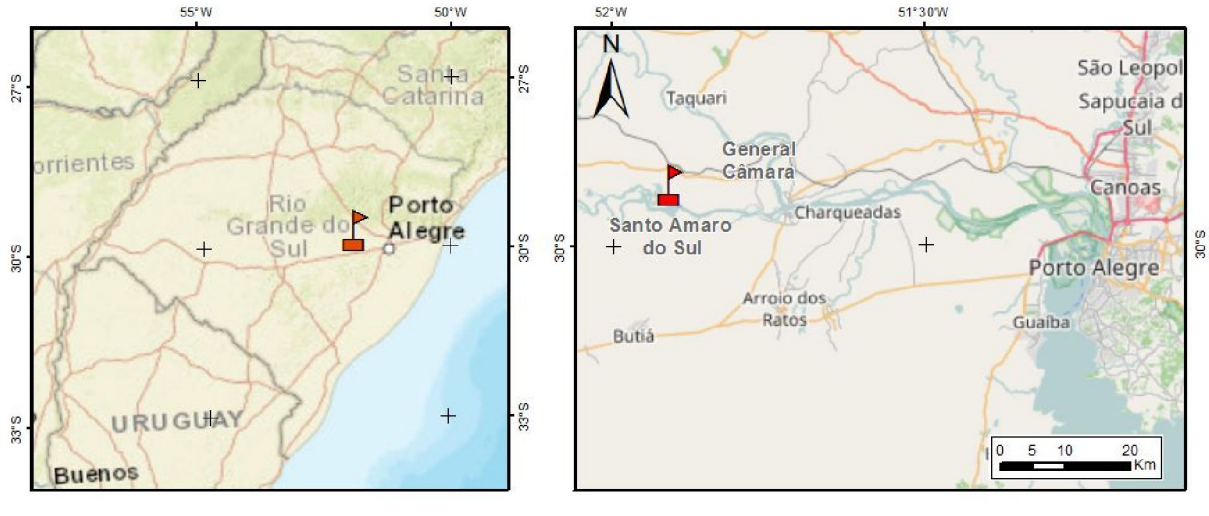 55°W
50°W
27°S
27°S
30°S
30°S
33°S
33°S
Santa
Catarina
orrientes
Rio
Grande do
Sul
Porto
Alegre
URUGUAY
Buenos
52°W
51°30'W
30°S
30°S
N
São Leopol
Sapucaia d
Sul
Taquari
General
Câmara
Canoas
Charqueadas
Santo Amaro
do Sul
Porto Alegre
Arroio dos
Ratos
Guaíba
Butiá
0 5 10 20
Km